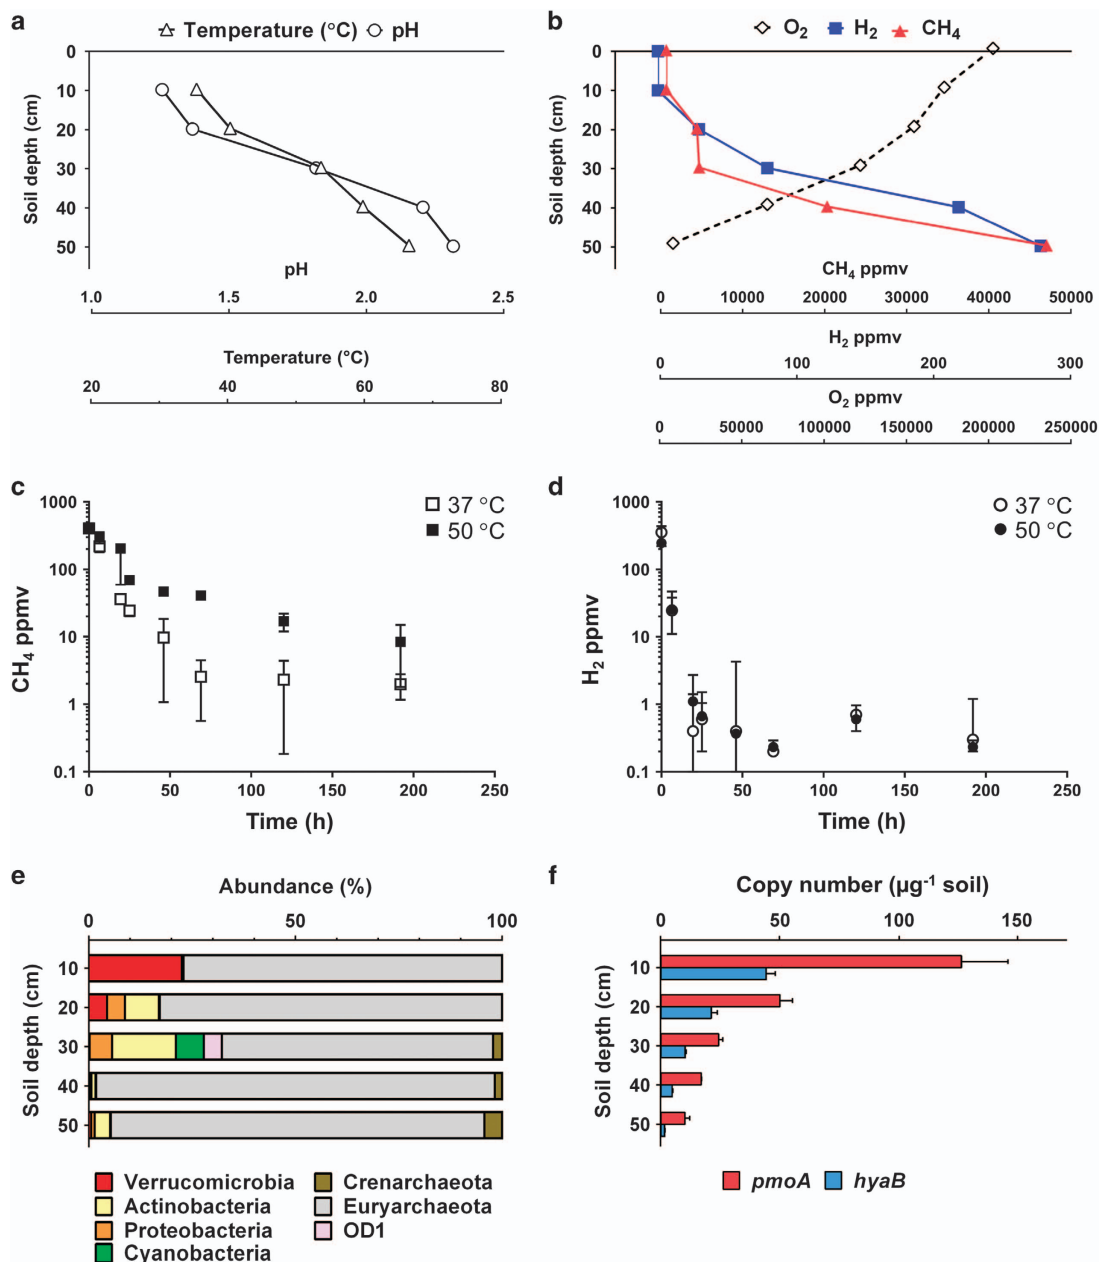 a
Temperature (°C) pH
0
10
20
30
40
50
Soil depth (cm)
pH
1.0 1.5 2.0 2.5
Temperature (°C)
20 40 60 80
b
O2 H2 CH4
0
10
20
30
40
50
Soil depth (cm)
CH4 ppmv
0 10000 20000 30000 40000 50000
H2 ppmv
0 100 200 300
O2 ppmv
0 50000 100000 150000 200000 250000
c
37 °C
50 °C
1000
100
10
1
0.1
CH4 ppmv
0 50 100 150 200 250
Time (h)
d
37 °C
50 °C
1000
100
10
1
0.1
H2 ppmv
0 50 100 150 200 250
Time (h)
e
Abundance (%)
0 50 100
10
20
30
40
50
Soil depth (cm)
Verrucomicrobia
Actinobacteria
Proteobacteria
Cyanobacteria
Crenarchaeota
Euryarchaeota
OD1
f
Copy number (µg-1 soil)
0 50 100 150
10
20
30
40
50
Soil depth (cm)
pmoA hyaB